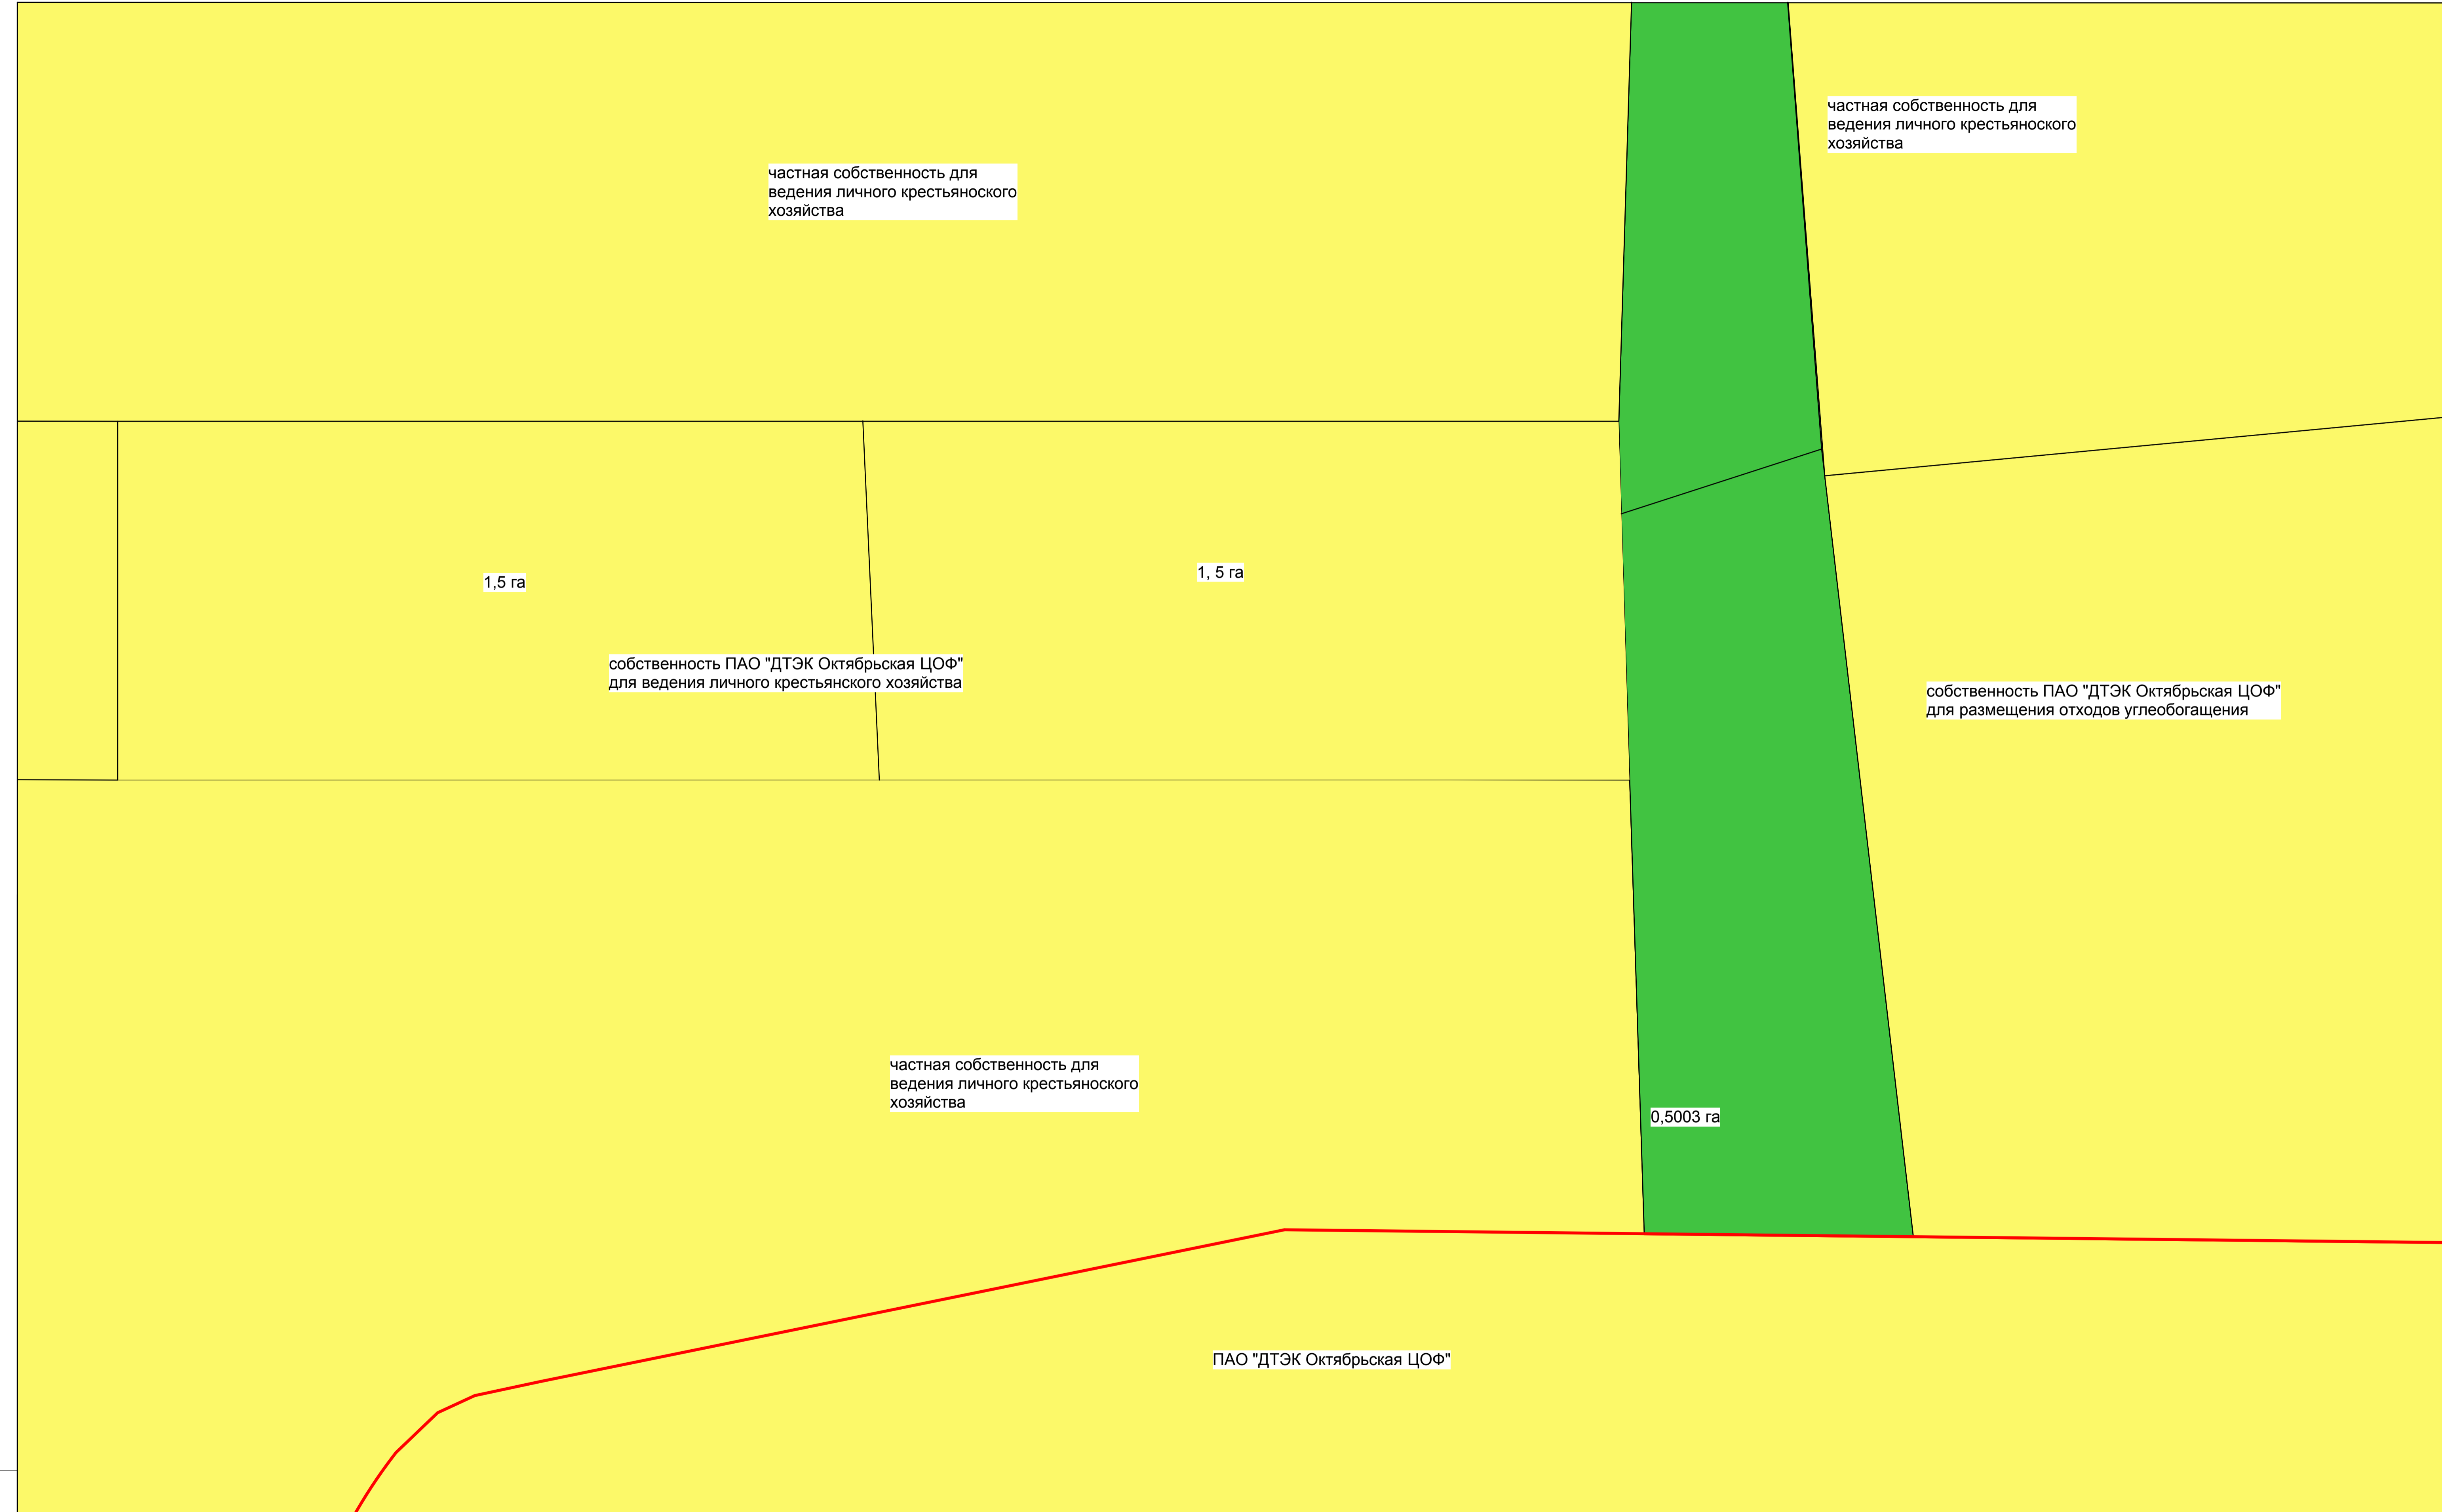 частная собственность для
ведения личного крестьяноского
хозяйства
частная собственность для
ведения личного крестьяноского
хозяйства
1,5 га
1, 5 га
собственность ПАО "ДТЭК Октябрьская ЦОФ"
для ведения личного крестьянского хозяйства
собственность ПАО "ДТЭК Октябрьская ЦОФ"
для размещения отходов углеобогащения
частная собственность для
ведения личного крестьяноского
хозяйства
0,5003 га
ПАО "ДТЭК Октябрьская ЦОФ"